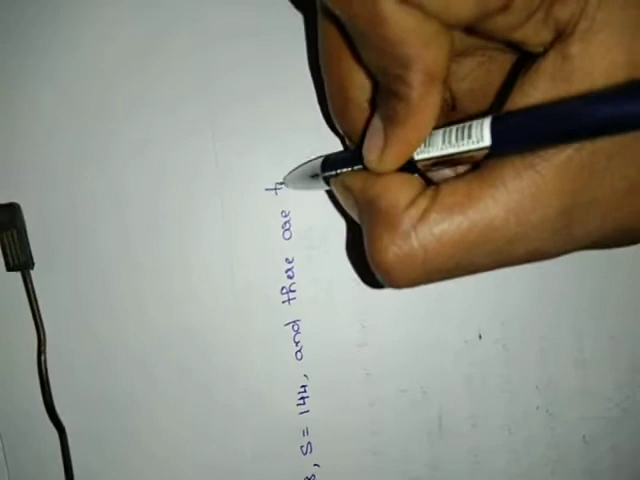 , S = 144, and there are t